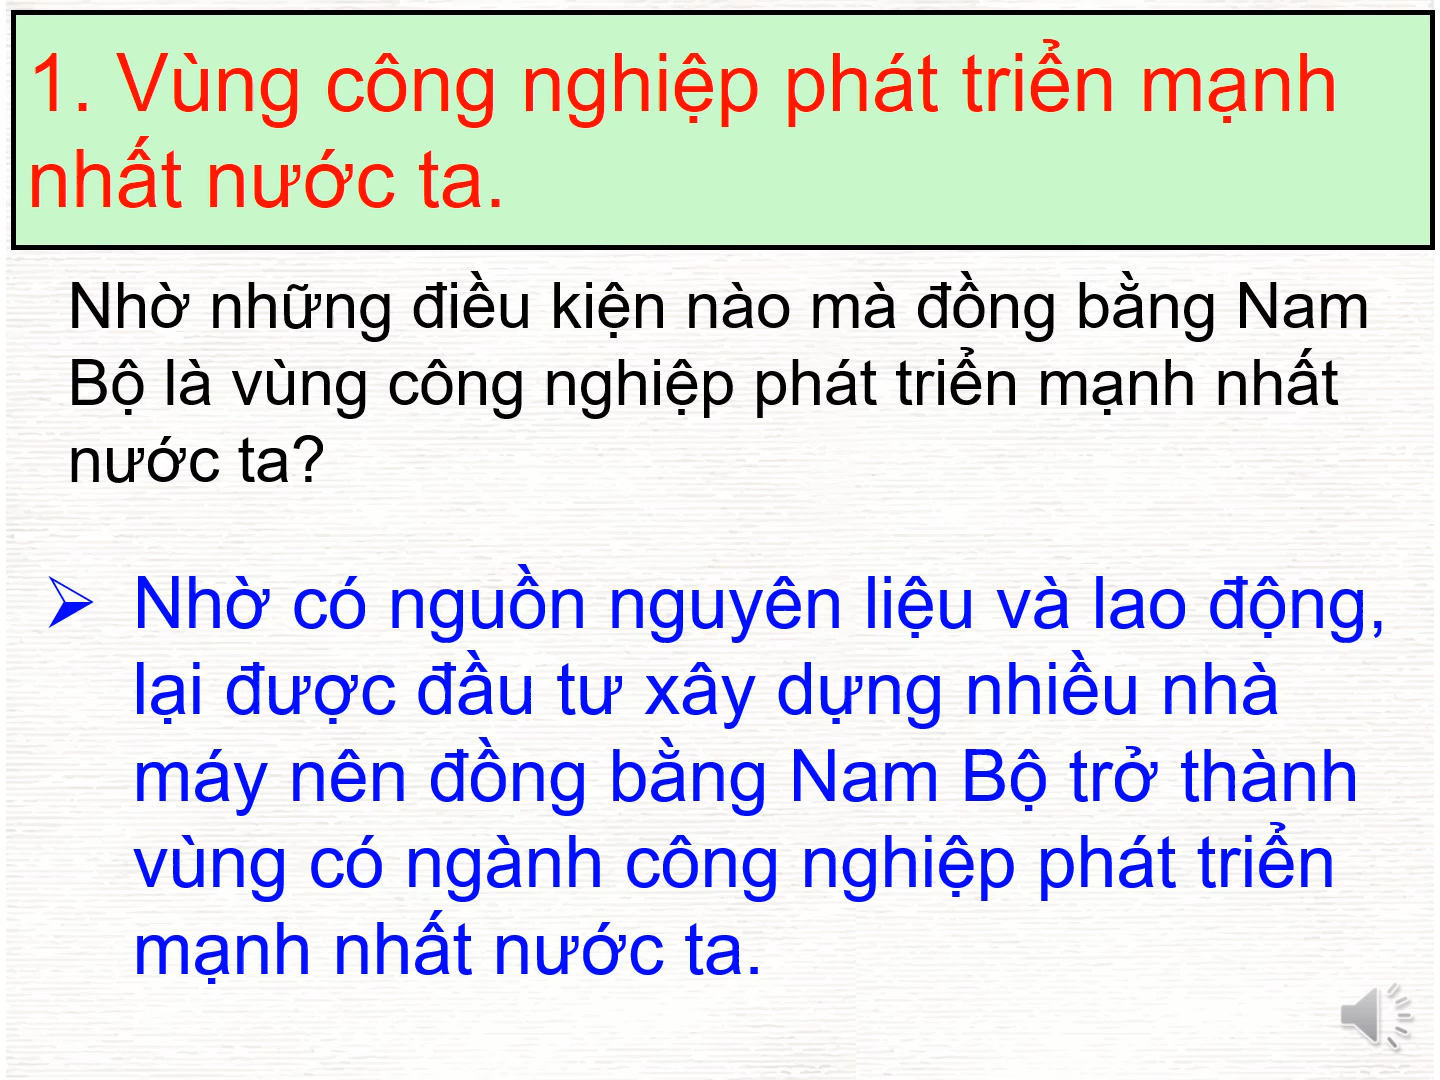 1. Vùng công nghiệp phát triển mạnh
nhất nước ta.
Nhờ những điều kiện nào mà đồng bằng Nam
Bộ là vùng công nghiệp phát triển mạnh nhất
nước ta?
➢ Nhờ có nguồn nguyên liệu và lao động,
lại được đầu tư xây dựng nhiều nhà
máy nên đồng bằng Nam Bộ trở thành
vùng có ngành công nghiệp phát triển
mạnh nhất nước ta.